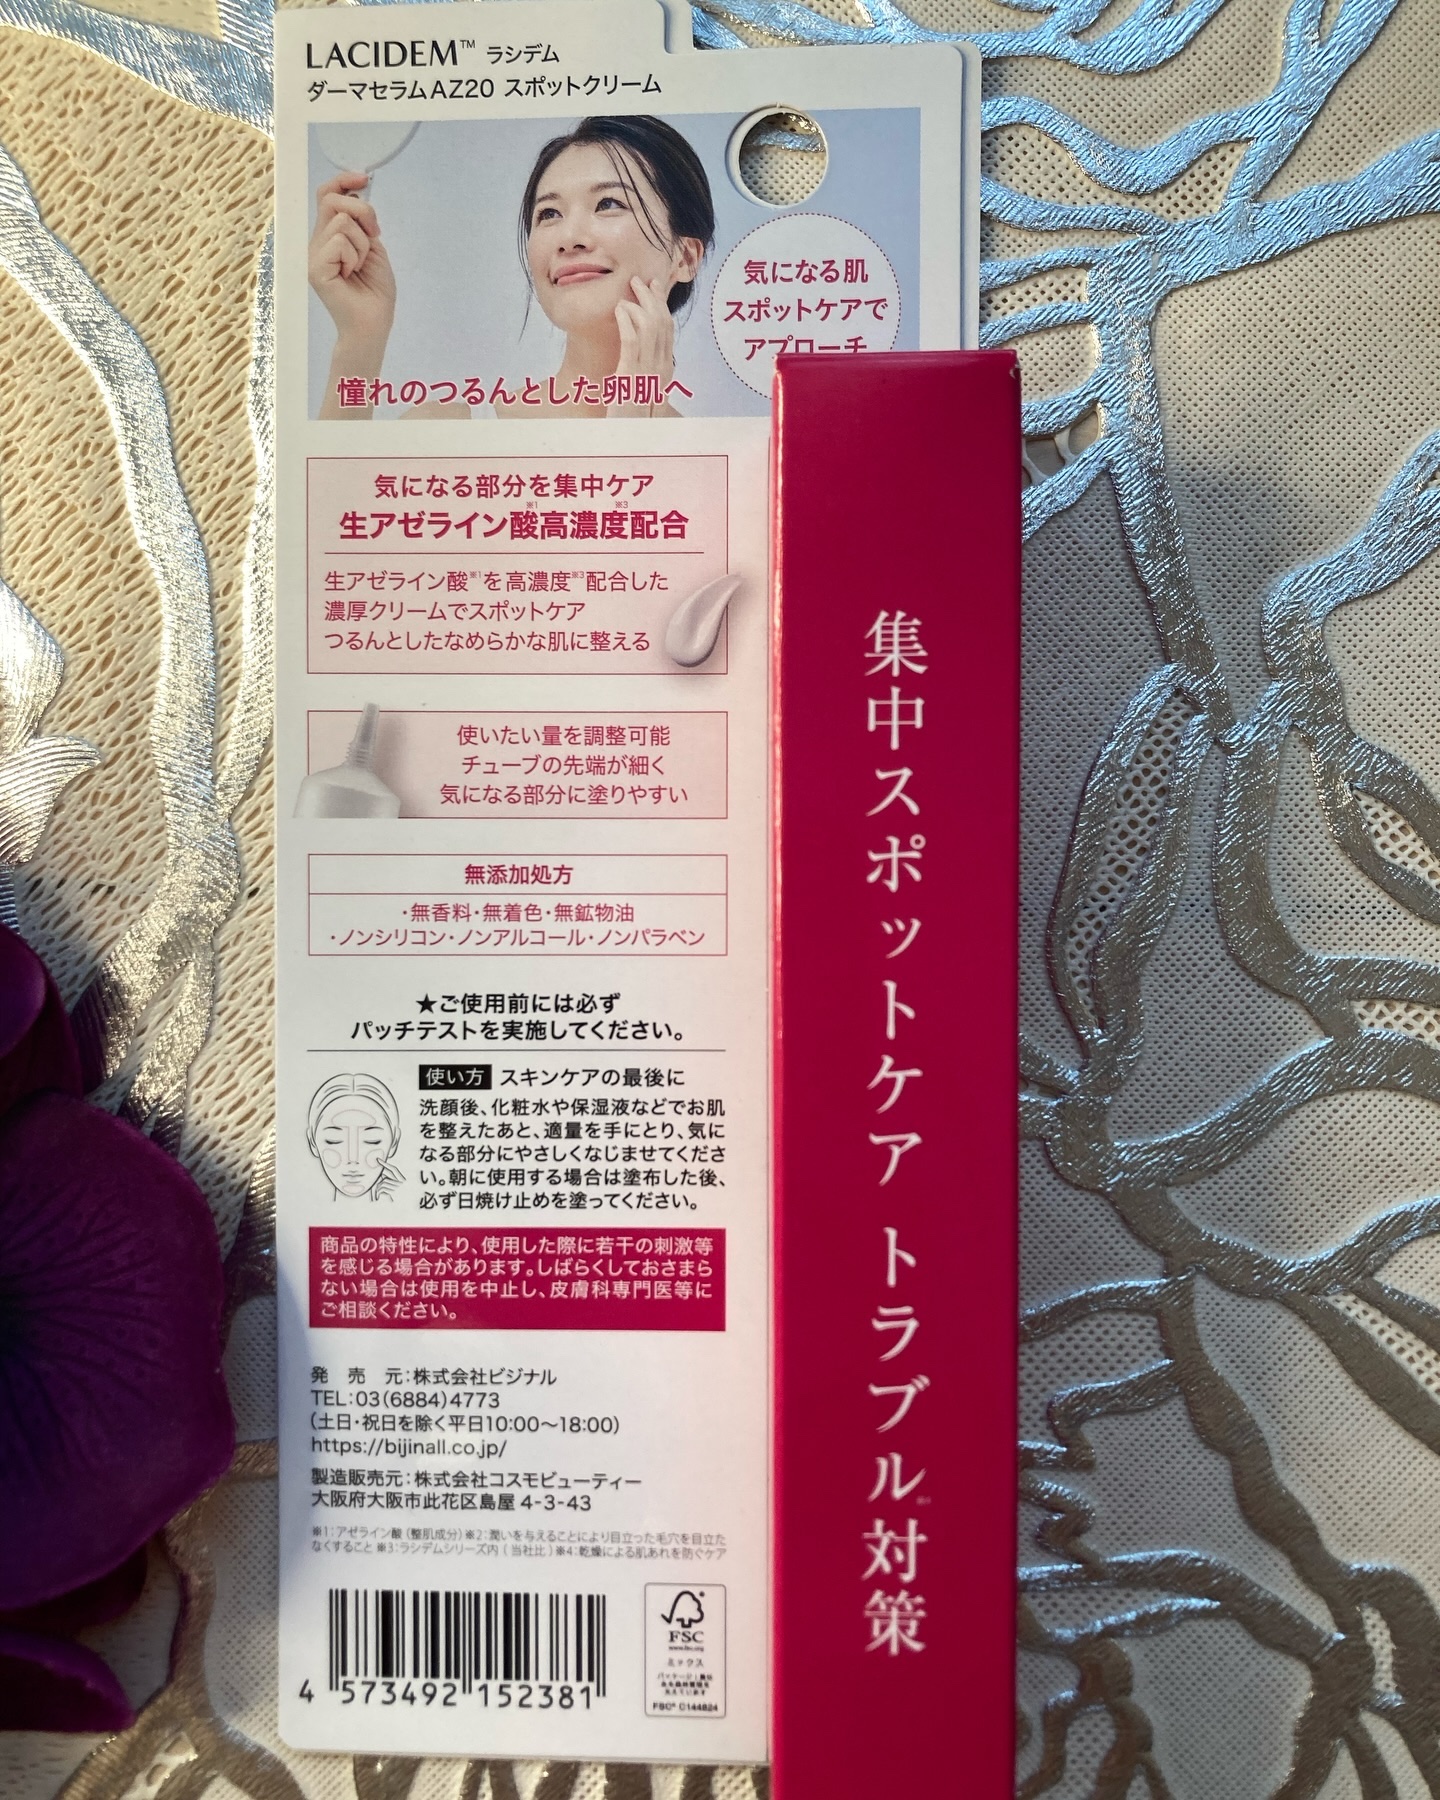 LACIDEM™ ラシデム
ダーマセラムAZ20 スポットクリーム
気になる肌
スポットケアで
アプローチ
憧れのつるんとした卵肌へ
気になる部分を集中ケア
生アゼライン酸※1高濃度※3配合
生アゼライン酸※1を高濃度※3配合した
濃厚クリームでスポットケア
つるんとしたなめらかな肌に整える
使いたい量を調整可能
チューブの先端が細く
気になる部分に塗りやすい
無添加処方
・無香料・無着色・無鉱物油
・ノンシリコン・ノンアルコール・ノンパラベン
★ご使用前には必ず
パッチテストを実施してください。
使い方 スキンケアの最後に
洗顔後、化粧水や保湿液などでお肌
を整えたあと、適量を手にとり、気に
なる部分にやさしくなじませてくださ
い。朝に使用する場合は塗布した後、
必ず日焼け止めを塗ってください。
商品の特性により、使用した際に若干の刺激等
を感じる場合があります。しばらくしておさまら
ない場合は使用を中止し、皮膚科専門医等に
ご相談ください。
発 売 元：株式会社ビジナル
TEL：03(6884)4773
(土日・祝日を除く平日10:00～18:00)
https://bijinall.co.jp/
製造販売元：株式会社コスモビューティー
大阪府大阪市此花区島屋 4-3-43
※1：アゼライン酸（整肌成分）※2：潤いを与えることにより目立った毛穴を目立た
なくすること ※3：ラシデムシリーズ内（当社比）※4：乾燥による肌あれを防ぐケア
4 573492 152381
FSC
www.fsc.org
ミックス
FSC® C144824
集中スポットケア トラブル対策